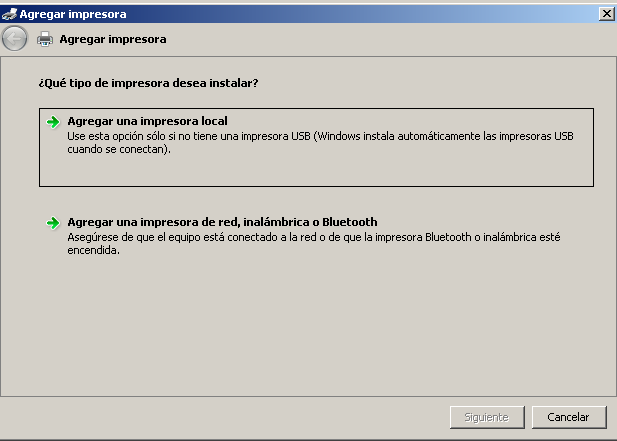 Agregar impresora
Agregar impresora
¿Qué tipo de impresora desea instalar?
Agregar una impresora local
Use esta opción sólo si no tiene una impresora USB (Windows instala automáticamente las impresoras USB
cuando se conectan).
Agregar una impresora de red, inalámbrica o Bluetooth
Asegúrese de que el equipo está conectado a la red o de que la impresora Bluetooth o inalámbrica esté
encendida.
Siguiente
Cancelar